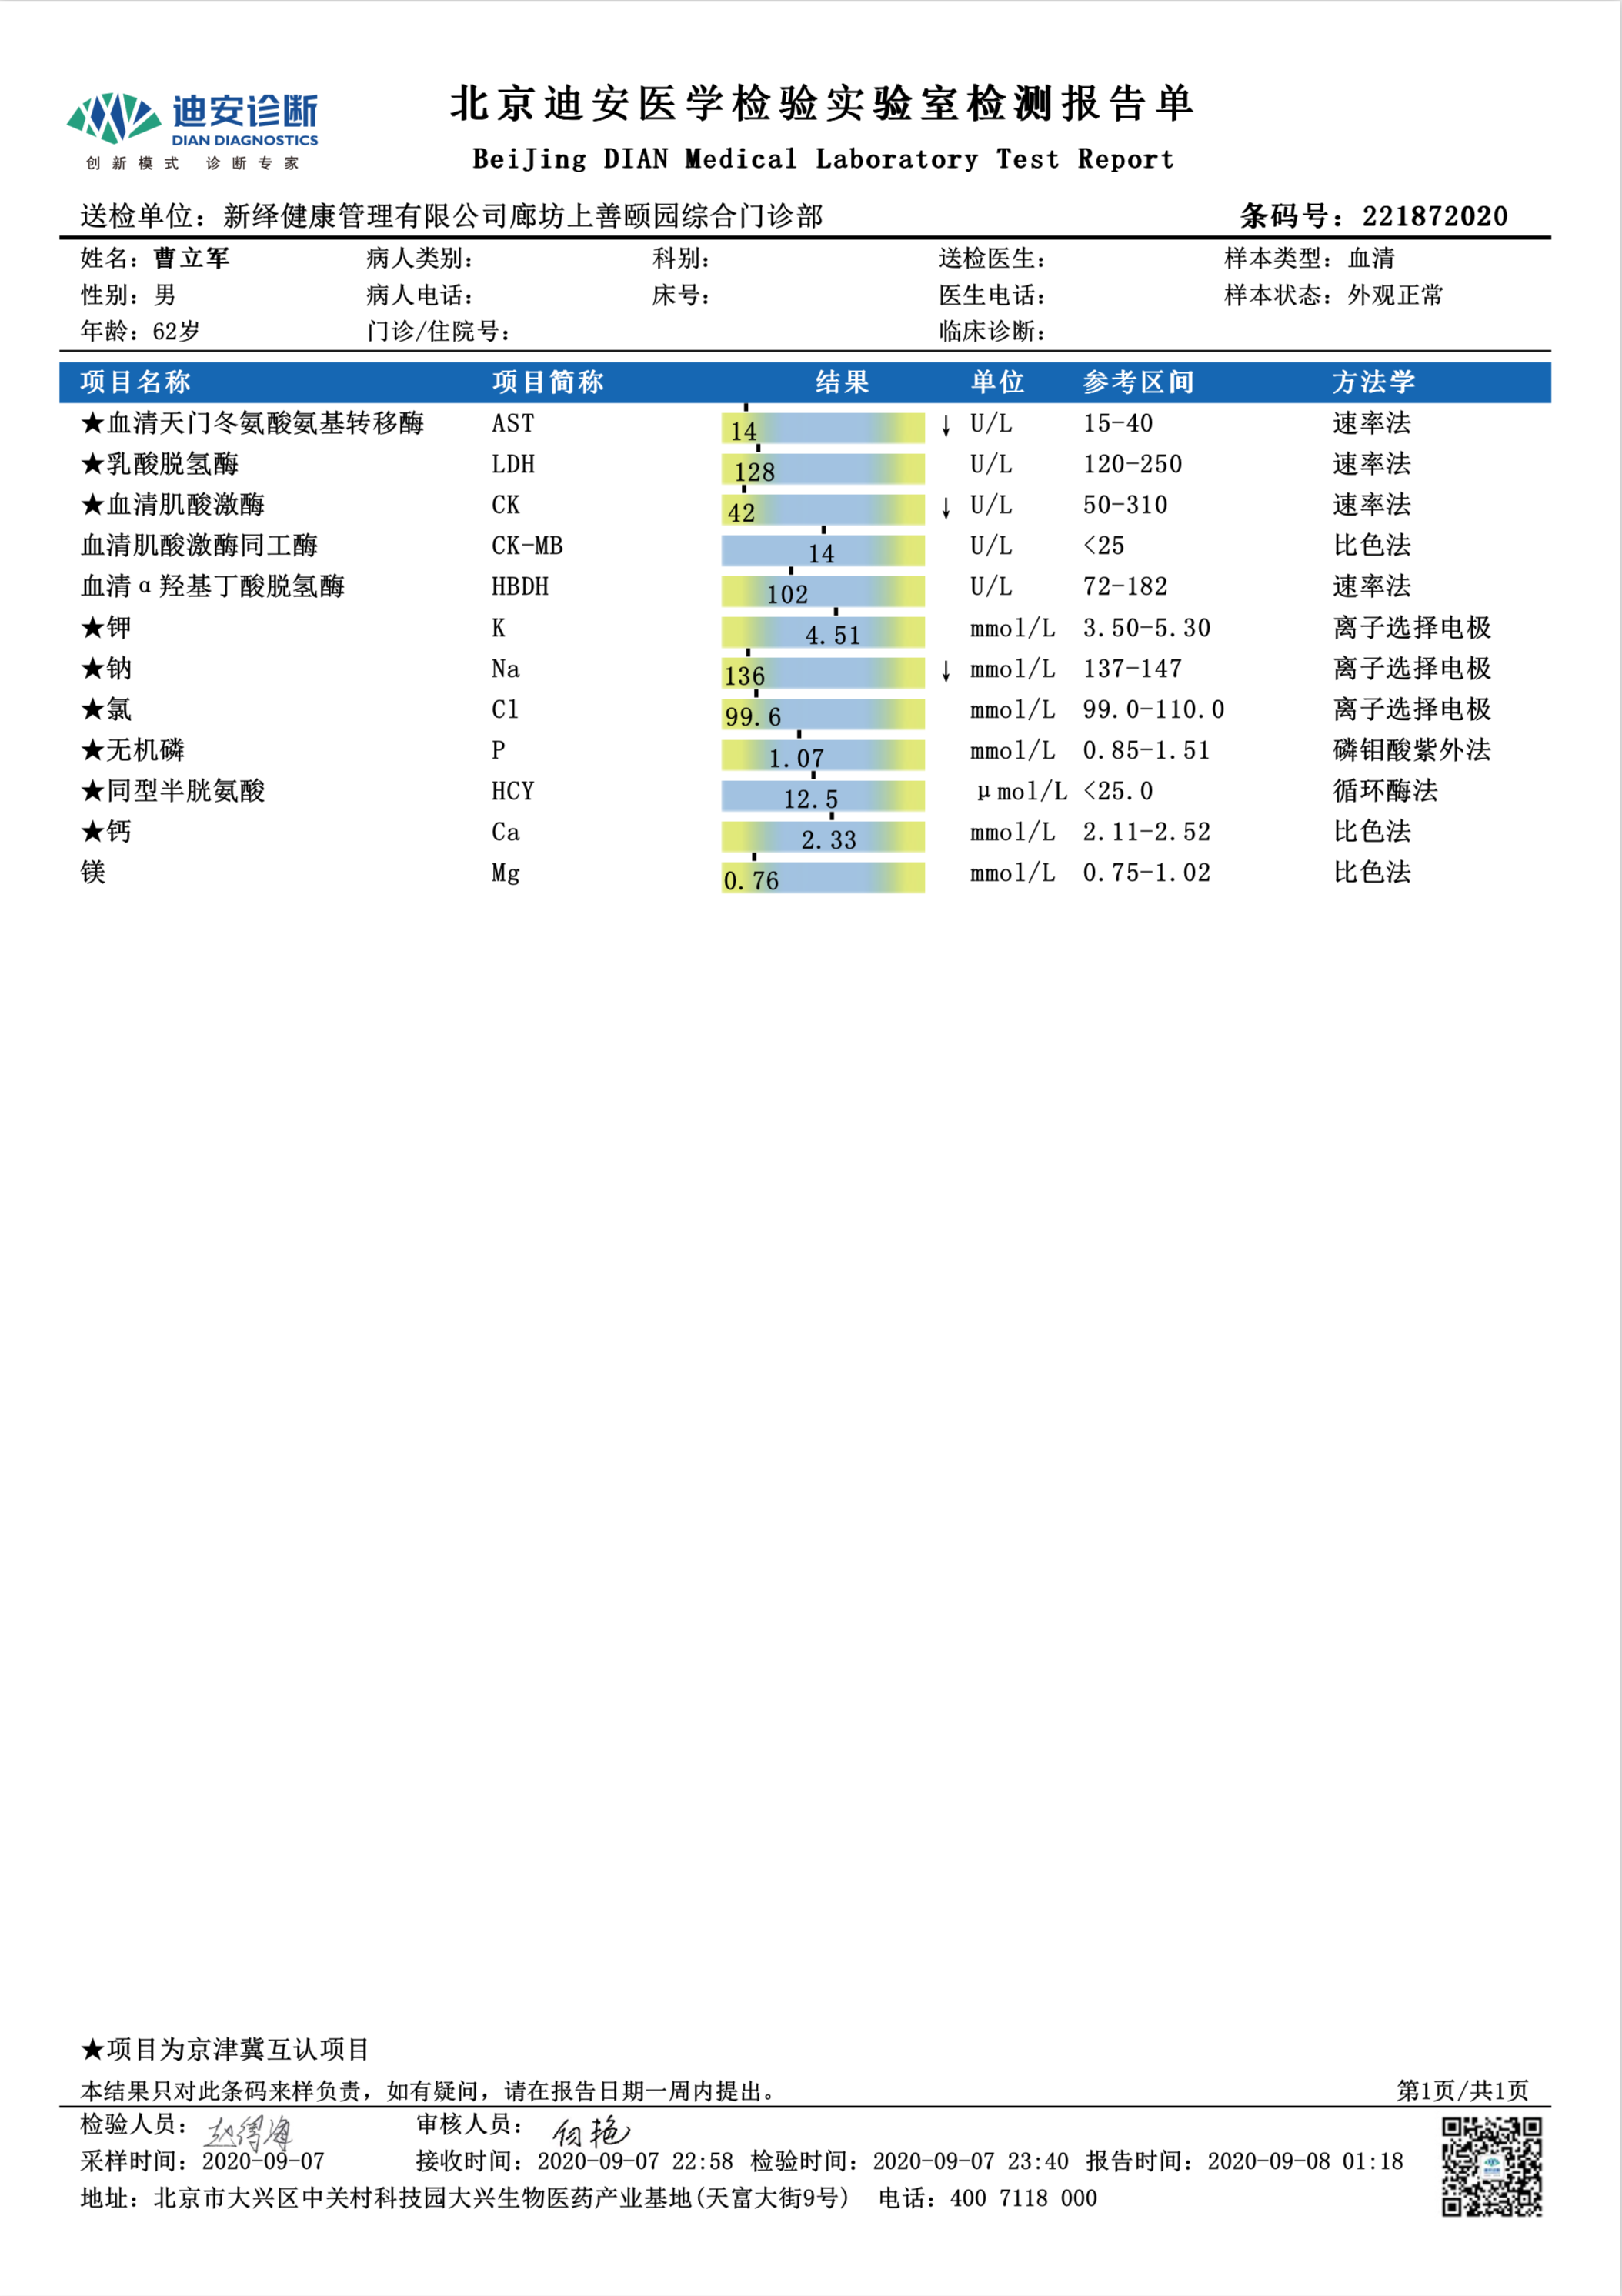 迪安诊断
DIAN DIAGNOSTICS
创新模式 诊断专家
北京迪安医学检验实验室检测报告单
BeiJing DIAN Medical Laboratory Test Report
送检单位：新绎健康管理有限公司廊坊上善颐园综合门诊部 条码号：221872020
姓名：曹立军 病人类别： 科别： 送检医生： 样本类型：血清
性别：男 病人电话： 床号： 医生电话： 样本状态：外观正常
年龄：62岁 门诊/住院号： 临床诊断：
项目名称 项目简称 结果 单位 参考区间 方法学
★血清天门冬氨酸氨基转移酶 AST 14 ↓ U/L 15-40 速率法
★乳酸脱氢酶 LDH 128 U/L 120-250 速率法
★血清肌酸激酶 CK 42 ↓ U/L 50-310 速率法
血清肌酸激酶同工酶 CK-MB 14 U/L <25 比色法
血清α羟基丁酸脱氢酶 HBDH 102 U/L 72-182 速率法
★钾 K 4.51 mmol/L 3.50-5.30 离子选择电极
★钠 Na 136 ↓ mmol/L 137-147 离子选择电极
★氯 Cl 99.6 mmol/L 99.0-110.0 离子选择电极
★无机磷 P 1.07 mmol/L 0.85-1.51 磷钼酸紫外法
★同型半胱氨酸 HCY 12.5 μmol/L <25.0 循环酶法
★钙 Ca 2.33 mmol/L 2.11-2.52 比色法
镁 Mg 0.76 mmol/L 0.75-1.02 比色法
★项目为京津冀互认项目
本结果只对此条码来样负责，如有疑问，请在报告日期一周内提出。 第1页/共1页
检验人员： 审核人员：
采样时间：2020-09-07 接收时间：2020-09-07 22:58 检验时间：2020-09-07 23:40 报告时间：2020-09-08 01:18
地址：北京市大兴区中关村科技园大兴生物医药产业基地(天富大街9号) 电话：400 7118 000